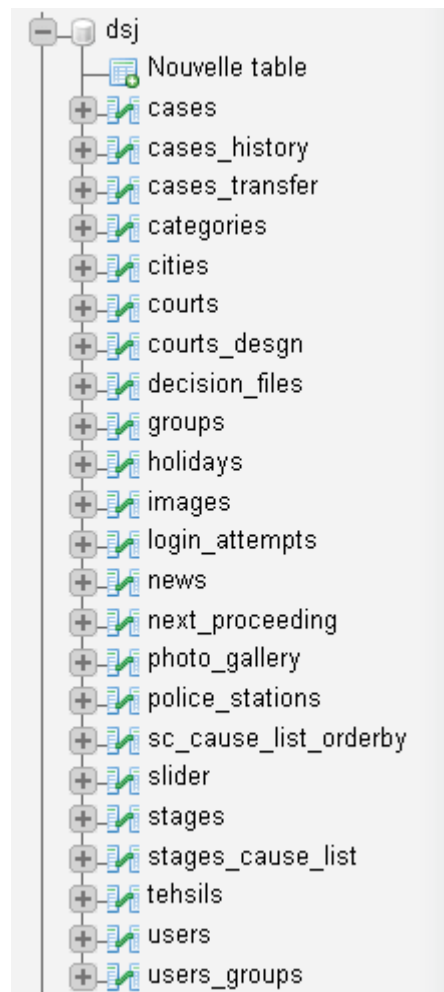 dsj
Nouvelle table
cases
cases_history
cases_transfer
categories
cities
courts
courts_desgn
decision_files
groups
holidays
images
login_attempts
news
next_proceeding
photo_gallery
police_stations
sc_cause_list_orderby
slider
stages
stages_cause_list
tehsils
users
users_groups